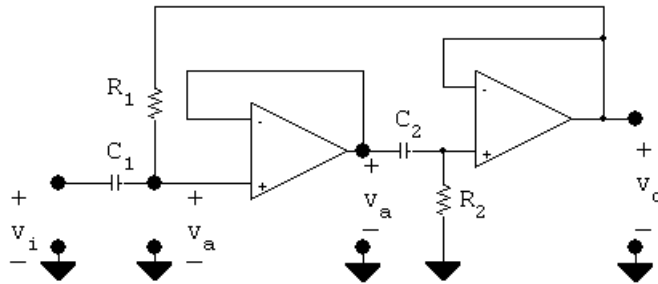 R1
C1
-
+
C2
-
+
R2
+
vi
-
+
va
-
+
va
-
+
vo
-